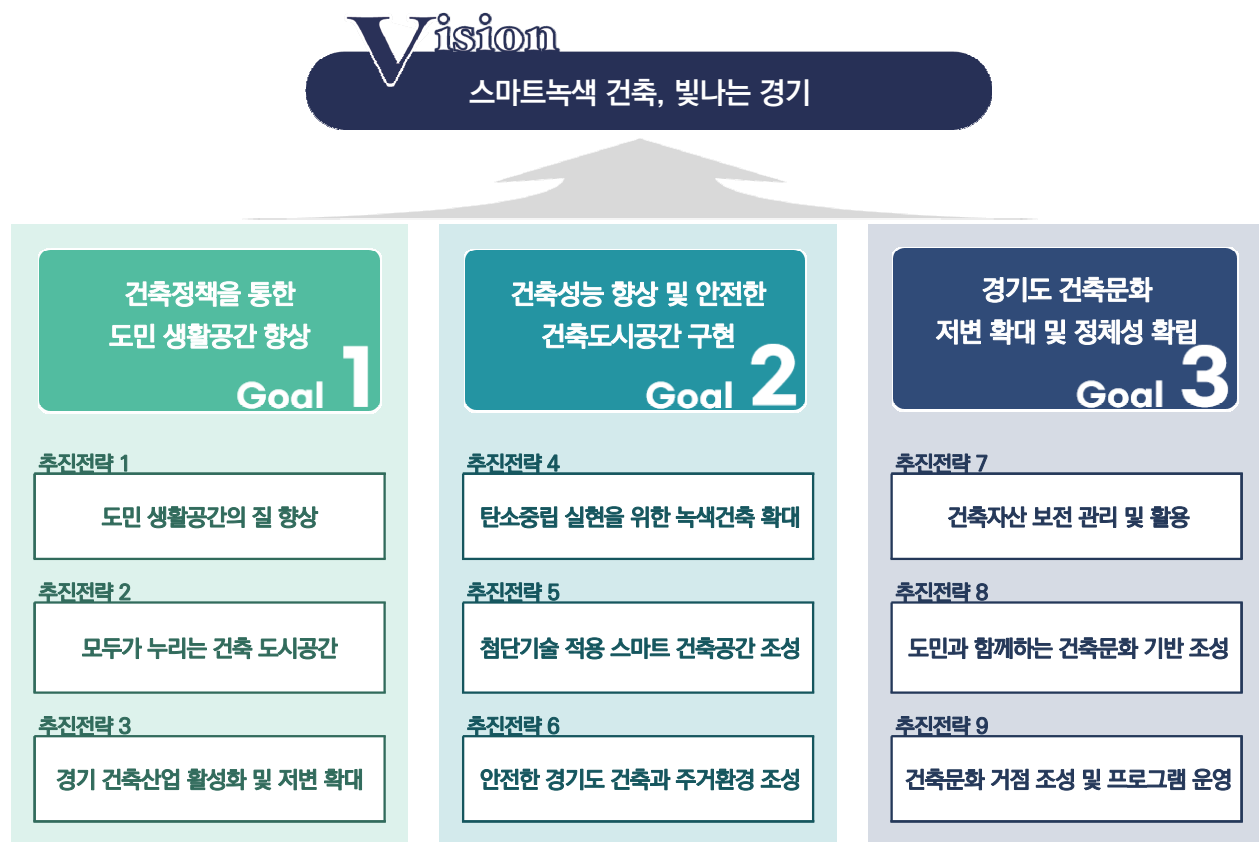 Vision
스마트녹색 건축, 빛나는 경기
건축정책을 통한
도민 생활공간 향상
Goal 1
추진전략 1
도민 생활공간의 질 향상
추진전략 2
모두가 누리는 건축 도시공간
추진전략 3
경기 건축산업 활성화 및 저변 확대
건축성능 향상 및 안전한
건축도시공간 구현
Goal 2
추진전략 4
탄소중립 실현을 위한 녹색건축 확대
추진전략 5
첨단기술 적용 스마트 건축공간 조성
추진전략 6
안전한 경기도 건축과 주거환경 조성
경기도 건축문화
저변 확대 및 정체성 확립
Goal 3
추진전략 7
건축자산 보전 관리 및 활용
추진전략 8
도민과 함께하는 건축문화 기반 조성
추진전략 9
건축문화 거점 조성 및 프로그램 운영